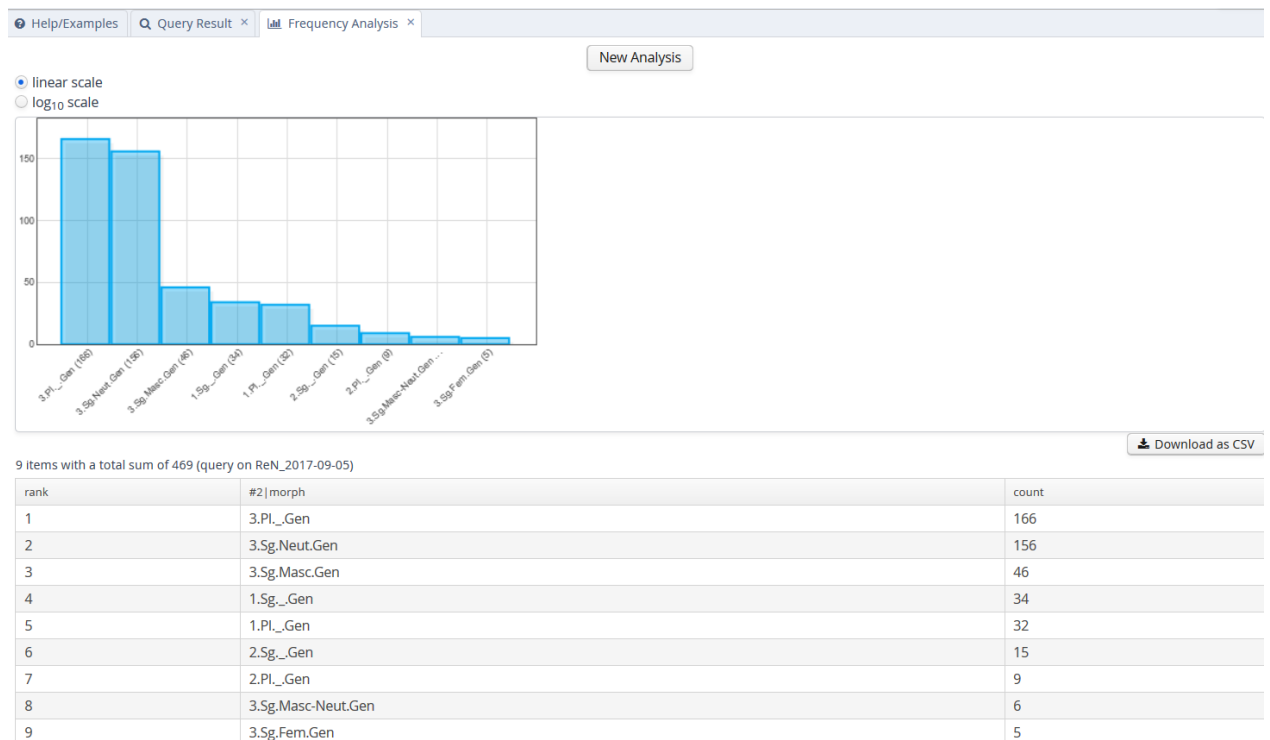 Help/Examples Query Result × Frequency Analysis ×
New Analysis
linear scale
log10 scale
150
100
50
0
3.Pl._.Gen (166)
3.Sg.Neut.Gen (156)
3.Sg.Masc.Gen (46)
1.Sg._.Gen (34)
1.Pl._.Gen (32)
2.Sg._.Gen (15)
2.Pl._.Gen (9)
3.Sg.Masc-Neut.Gen ...
3.Sg.Fem.Gen (5)
Download as CSV
9 items with a total sum of 469 (query on ReN_2017-09-05)
rank #2|morph count
1 3.Pl._.Gen 166
2 3.Sg.Neut.Gen 156
3 3.Sg.Masc.Gen 46
4 1.Sg._.Gen 34
5 1.Pl._.Gen 32
6 2.Sg._.Gen 15
7 2.Pl._.Gen 9
8 3.Sg.Masc-Neut.Gen 6
9 3.Sg.Fem.Gen 5